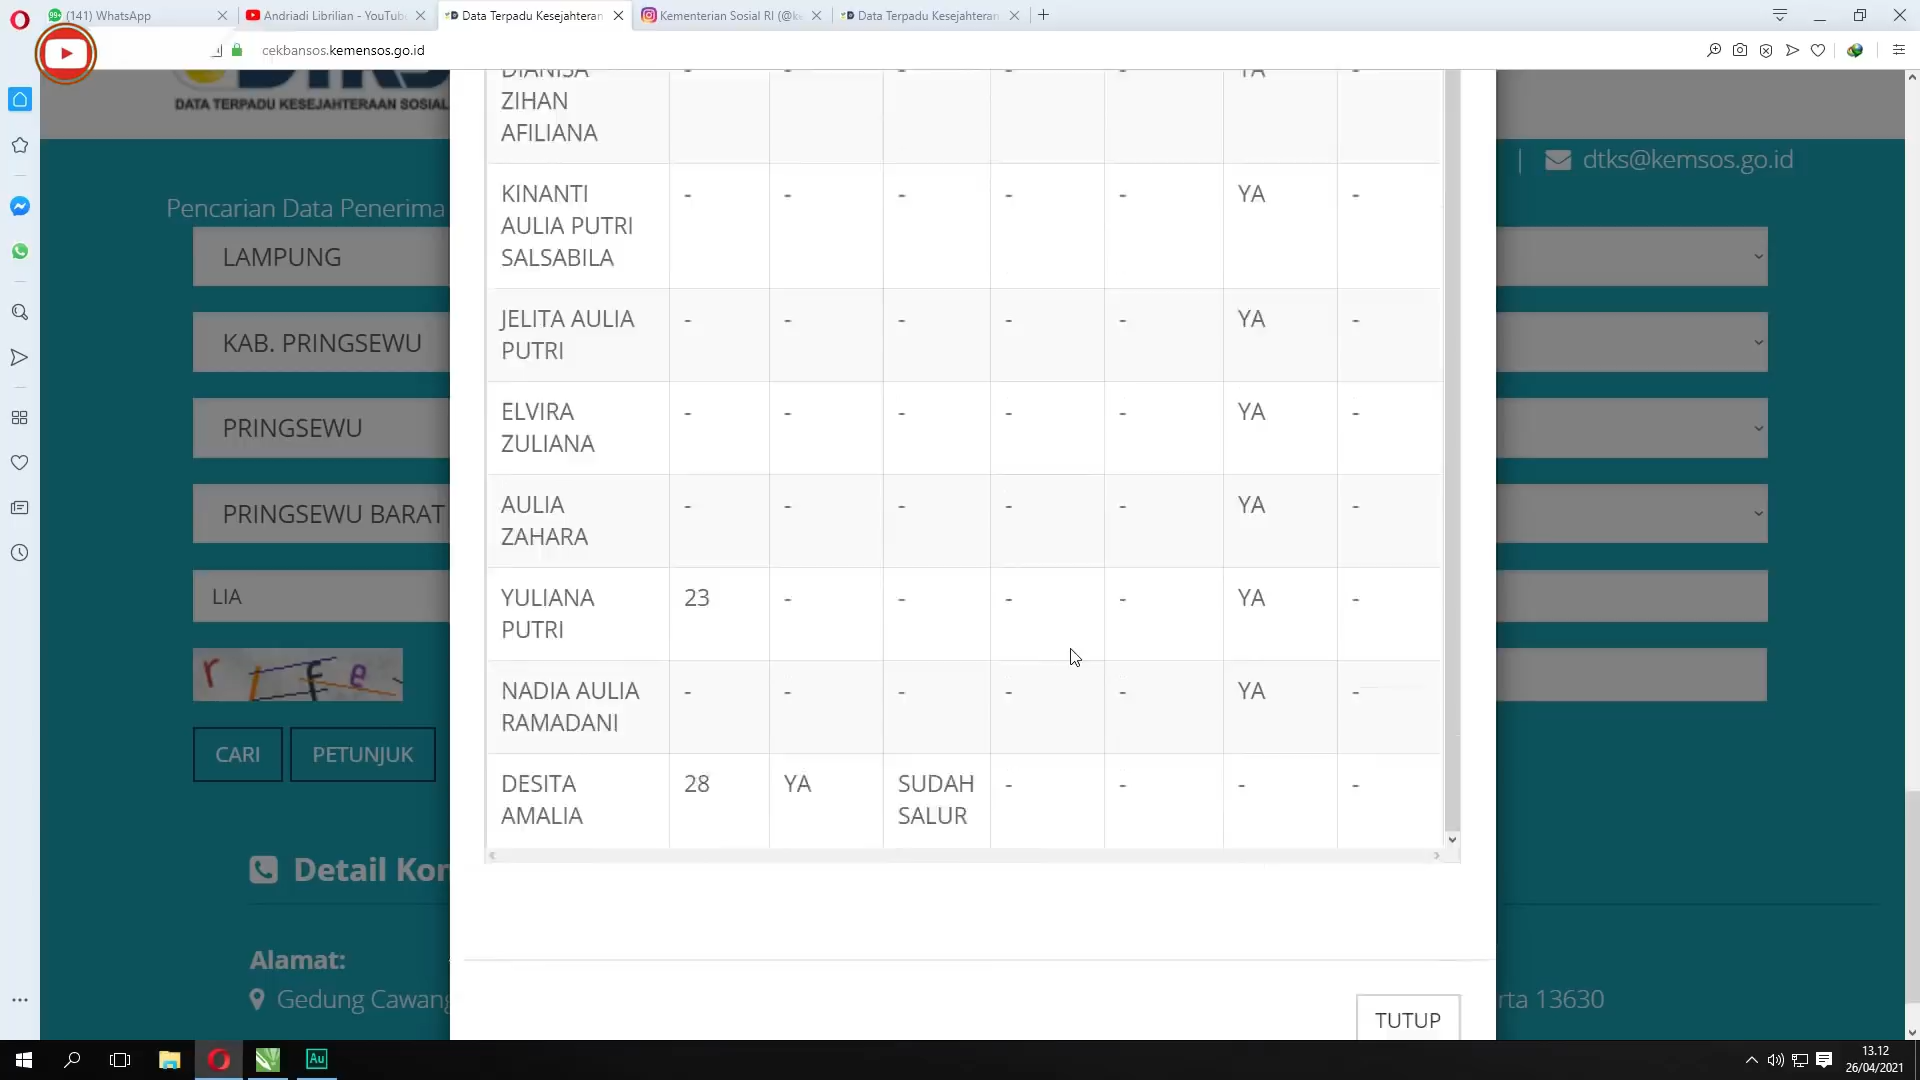 (141) WhatsApp
Andriadi Librilian - YouTub
Data Terpadu Kesejahteran
Kementerian Sosial RI (@k
Data Terpadu Kesejahteran
cekbansos.kemensos.go.id
DATA TERPADU KESEJAHTERAAN SOSIAL
dtks@kemsos.go.id
Pencarian Data Penerima
LAMPUNG
KAB. PRINGSEWU
PRINGSEWU
PRINGSEWU BARAT
LIA
r i f e
CARI
PETUNJUK
DIANISA - - - - - YA -
ZIHAN
AFILIANA
KINANTI - - - - - YA -
AULIA PUTRI
SALSABILA
JELITA AULIA - - - - - YA -
PUTRI
ELVIRA - - - - - YA -
ZULIANA
AULIA - - - - - YA -
ZAHARA
YULIANA 23 - - - - YA -
PUTRI
NADIA AULIA - - - - - YA -
RAMADANI
DESITA 28 YA SUDAH - - - -
AMALIA SALUR
Detail Kon
Alamat:
Gedung Cawang
rta 13630
TUTUP
Au
13.12
26/04/2021